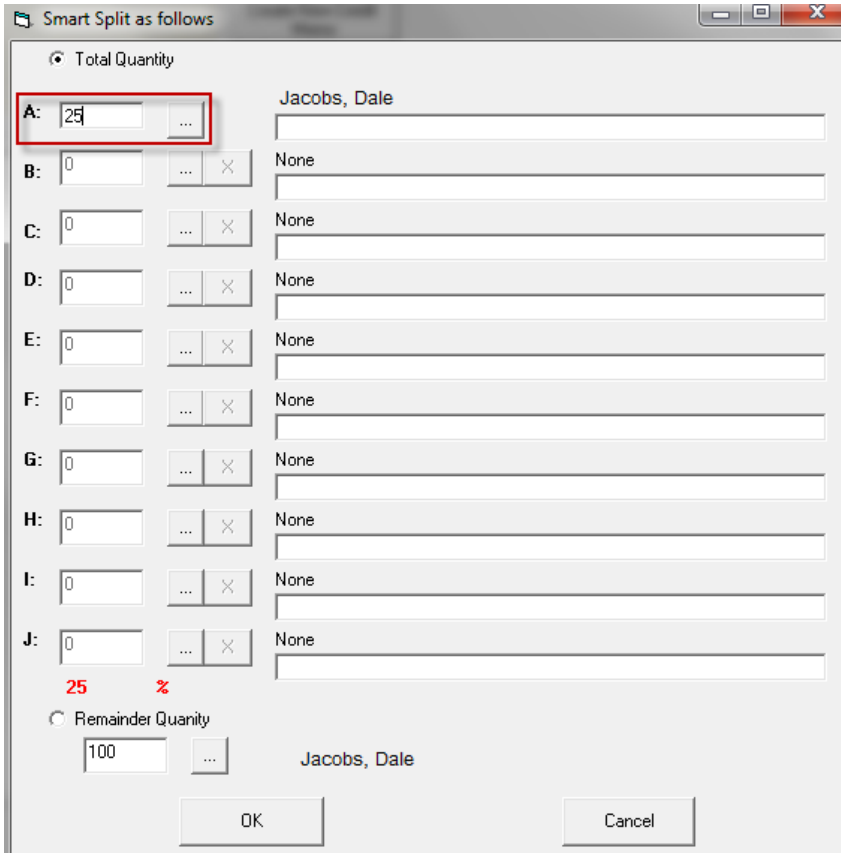 Smart Split as follows
Total Quantity
A: 25 ... Jacobs, Dale
B: 0 ... X None
C: 0 ... X None
D: 0 ... X None
E: 0 ... X None
F: 0 ... X None
G: 0 ... X None
H: 0 ... X None
I: 0 ... X None
J: 0 ... X None
25 %
Remainder Quanity
100 ... Jacobs, Dale
OK Cancel